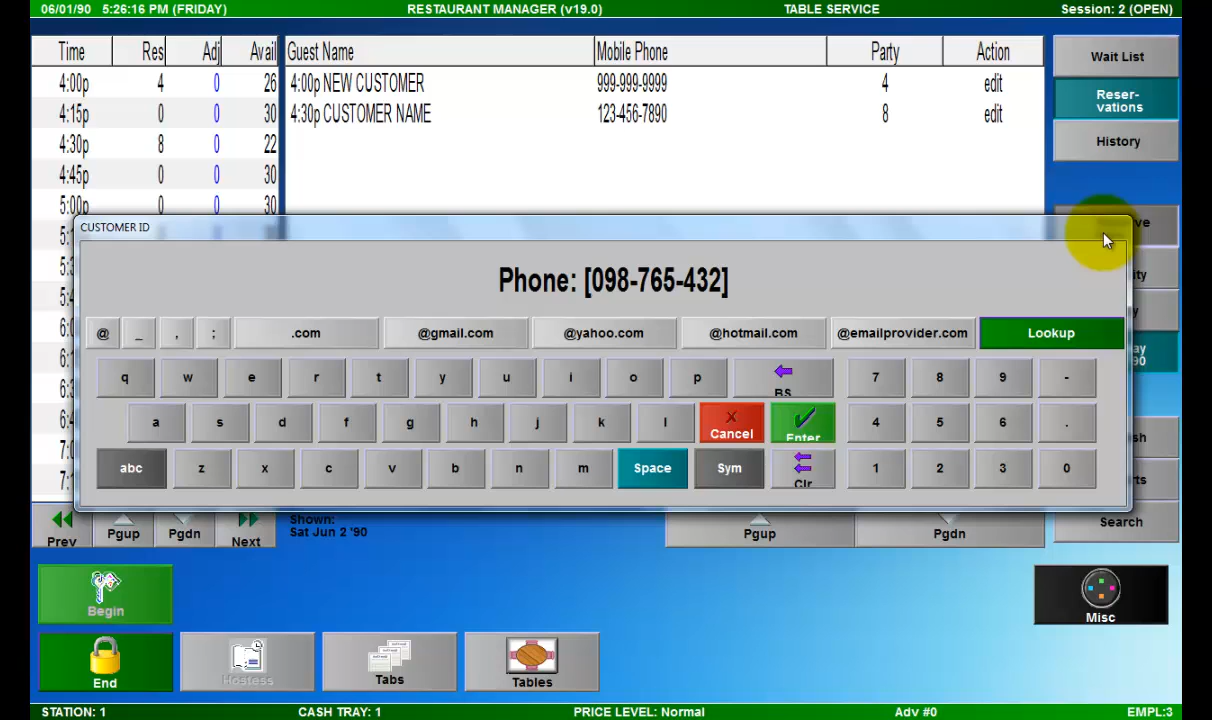 06/01/90 5:26:16 PM (FRIDAY) RESTAURANT MANAGER (v19.0) TABLE SERVICE Session: 2 (OPEN)
Time Res Adj Avail Guest Name Mobile Phone Party Action
4:00p 4 0 26 4:00p NEW CUSTOMER 999-999-9999 4 edit
4:15p 0 0 30 4:30p CUSTOMER NAME 123-456-7890 8 edit
4:30p 8 0 22
4:45p 0 0 30
5:00p 0 0 30
Wait List
Reser-
vations
History
CUSTOMER ID
Phone: [098-765-432]
@ _ , ; .com @gmail.com @yahoo.com @hotmail.com @emailprovider.com Lookup
q w e r t y u i o p BS 7 8 9 -
a s d f g h j k l X Cancel Enter 4 5 6 .
abc z x c v b n m Space Sym Clr 1 2 3 0
Prev Pgup Pgdn Next
Shown:
Sat Jun 2 '90
Pgup Pgdn
Search
Begin
Misc
End Hostess Tabs Tables
STATION: 1 CASH TRAY: 1 PRICE LEVEL: Normal Adv #0 EMPL:3